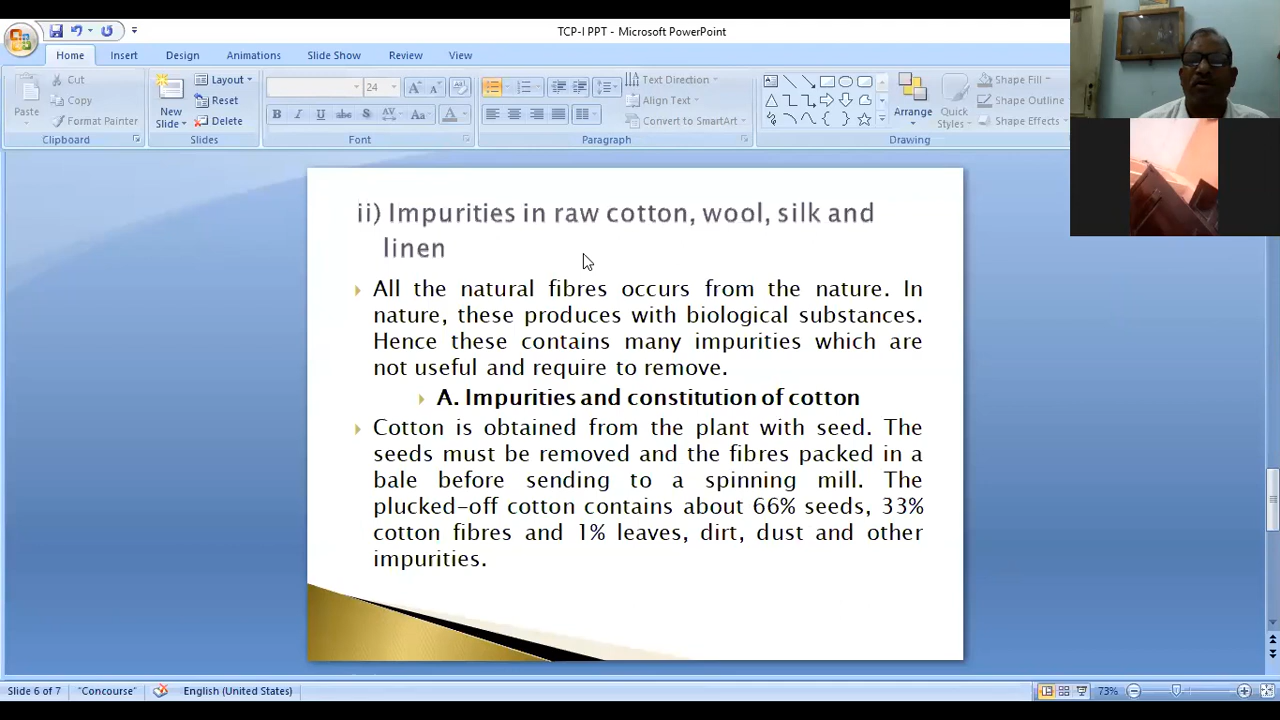 TCP-I PPT - Microsoft PowerPoint
Home Insert Design Animations Slide Show Review View
Cut
Copy
Format Painter
Paste
Clipboard
New
Slide
Layout
Reset
Delete
Slides
24
B I U abc S AV Aa A
Font
Text Direction
Align Text
Convert to SmartArt
Paragraph
Arrange
Quick
Styles
Shape Fill
Shape Outline
Shape Effects
Drawing
ii) Impurities in raw cotton, wool, silk and
linen
All the natural fibres occurs from the nature. In
nature, these produces with biological substances.
Hence these contains many impurities which are
not useful and require to remove.
A. Impurities and constitution of cotton
Cotton is obtained from the plant with seed. The
seeds must be removed and the fibres packed in a
bale before sending to a spinning mill. The
plucked-off cotton contains about 66% seeds, 33%
cotton fibres and 1% leaves, dirt, dust and other
impurities.
Slide 6 of 7 "Concourse" English (United States) 73%